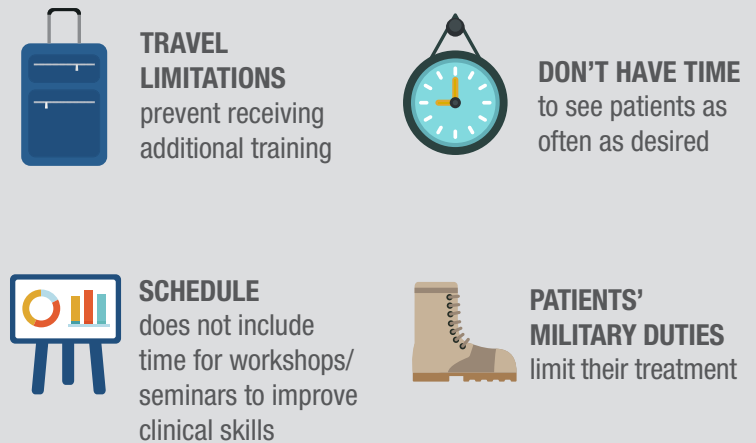 TRAVEL
LIMITATIONS
prevent receiving
additional training
DON'T HAVE TIME
to see patients as
often as desired
SCHEDULE
does not include
time for workshops/
seminars to improve
clinical skills
PATIENTS'
MILITARY DUTIES
limit their treatment